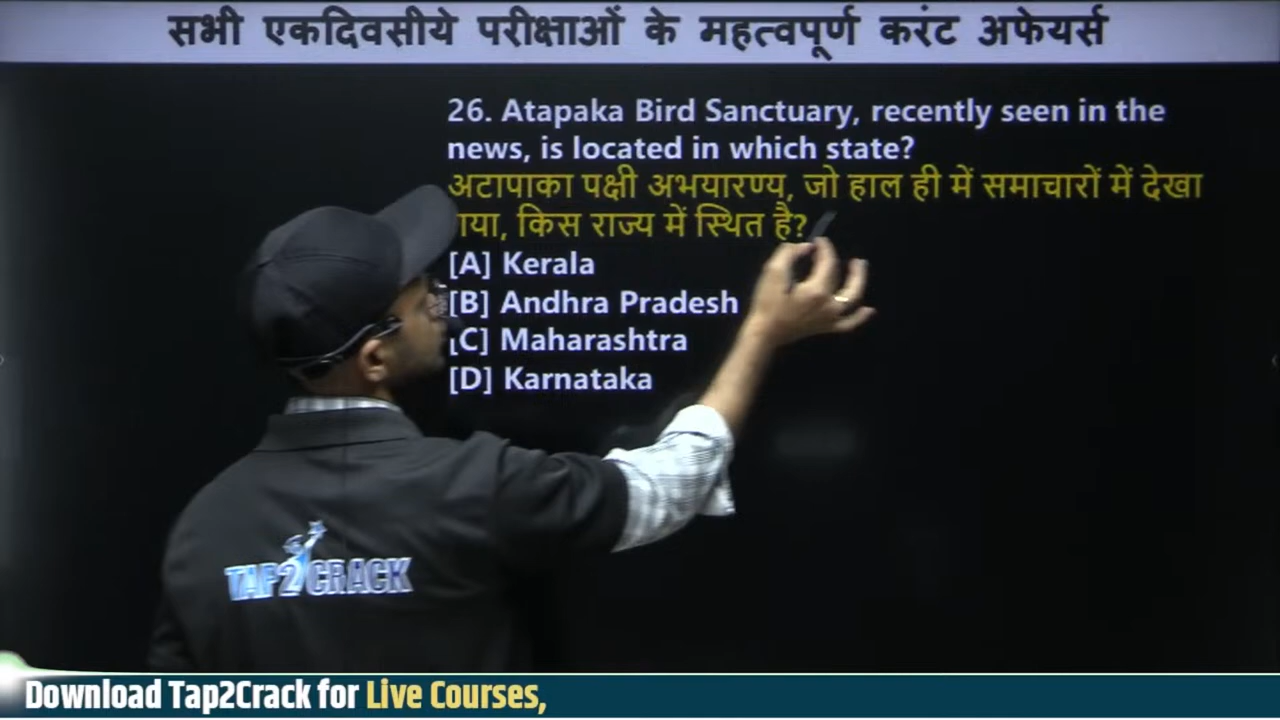 सभी एकदिवसीये परीक्षाओं के महत्वपूर्ण करंट अफेयर्स
26. Atapaka Bird Sanctuary, recently seen in the
news, is located in which state?
अटापाका पक्षी अभयारण्य, जो हाल ही में समाचारों में देखा
गया, किस राज्य में स्थित है?
[A] Kerala
[B] Andhra Pradesh
[C] Maharashtra
[D] Karnataka
TAP2CRACK
Download Tap2Crack for Live Courses,